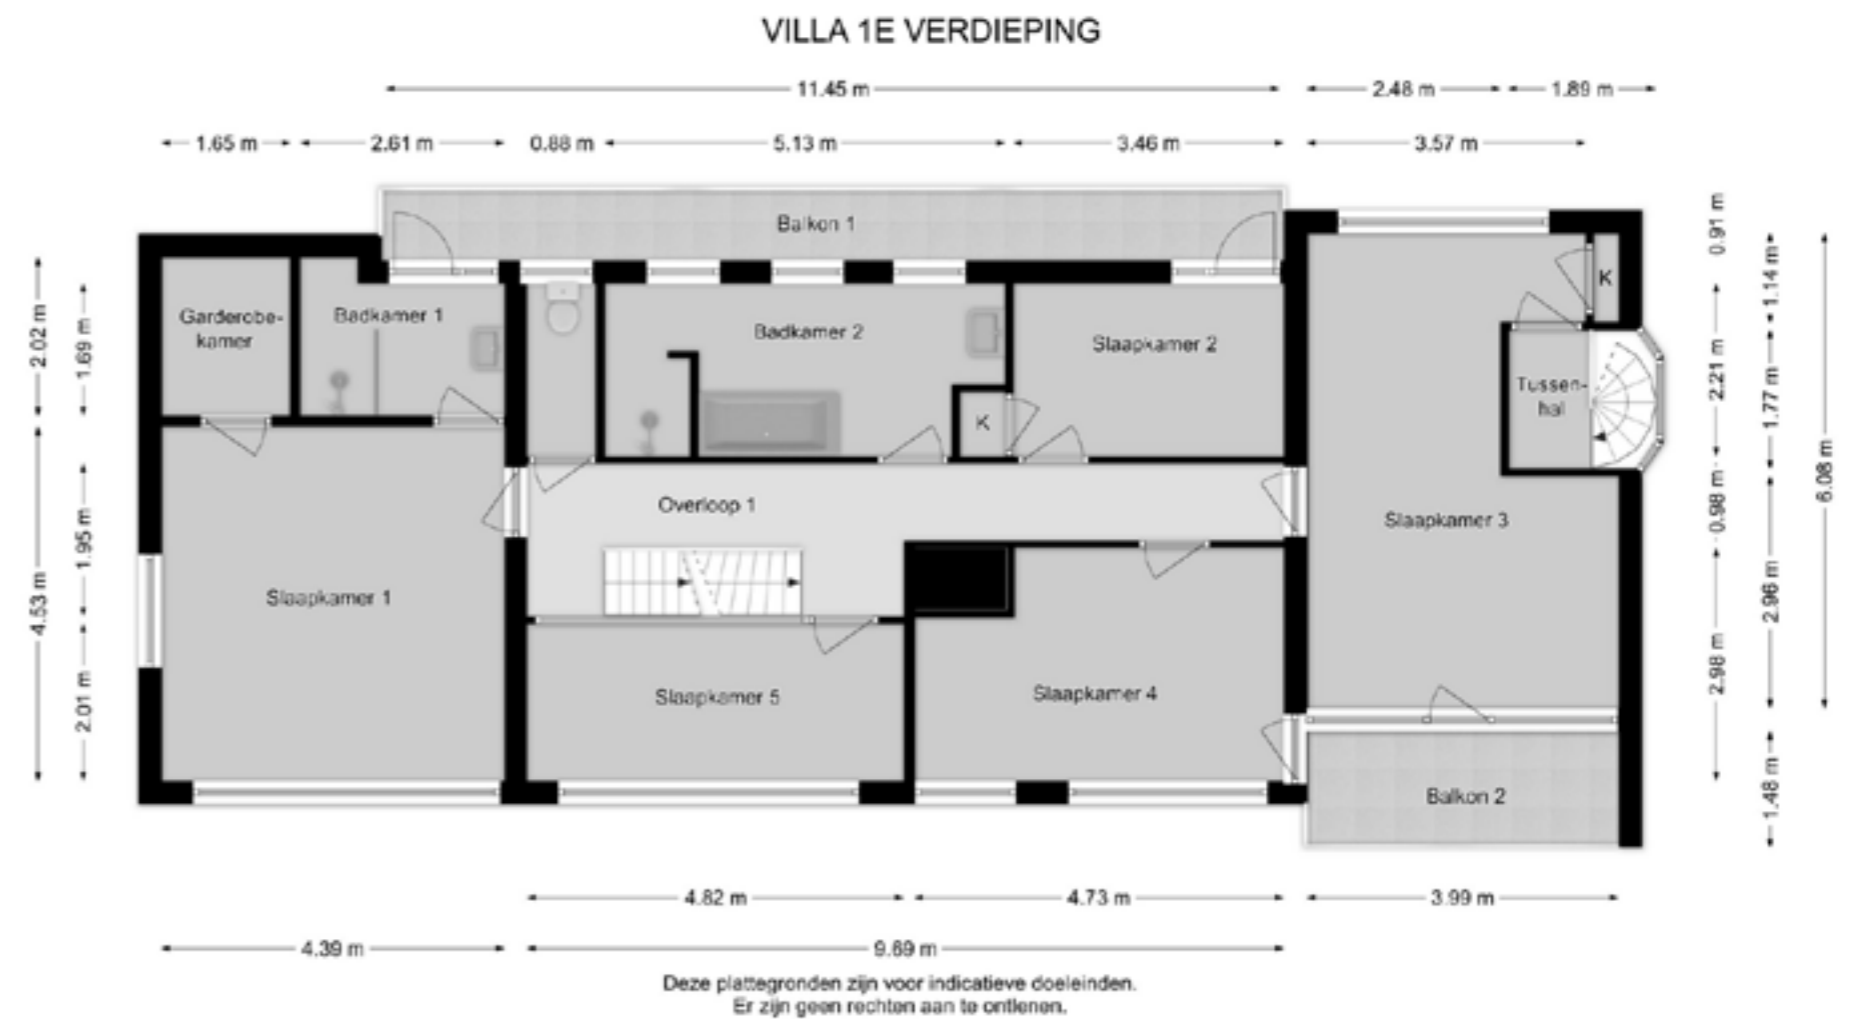 VILLA 1E VERDIEPING
11.45 m
2.48 m
1.89 m
1.65 m
2.61 m
0.88 m
5.13 m
3.46 m
3.57 m
Balkon 1
0.91 m
1.14 m
K
Garderobe-
kamer
Badkamer 1
Badkamer 2
Slaapkamer 2
2.02 m
1.69 m
2.21 m
1.77 m
Tussen-
hal
K
6.08 m
Overloop 1
Slaapkamer 3
0.98 m
1.95 m
4.53 m
Slaapkamer 1
2.96 m
2.98 m
2.01 m
Slaapkamer 5
Slaapkamer 4
Balkon 2
1.48 m
4.82 m
4.73 m
3.99 m
4.39 m
9.69 m
Deze plattegronden zijn voor indicatieve doeleinden.
Er zijn geen rechten aan te ontlenen.